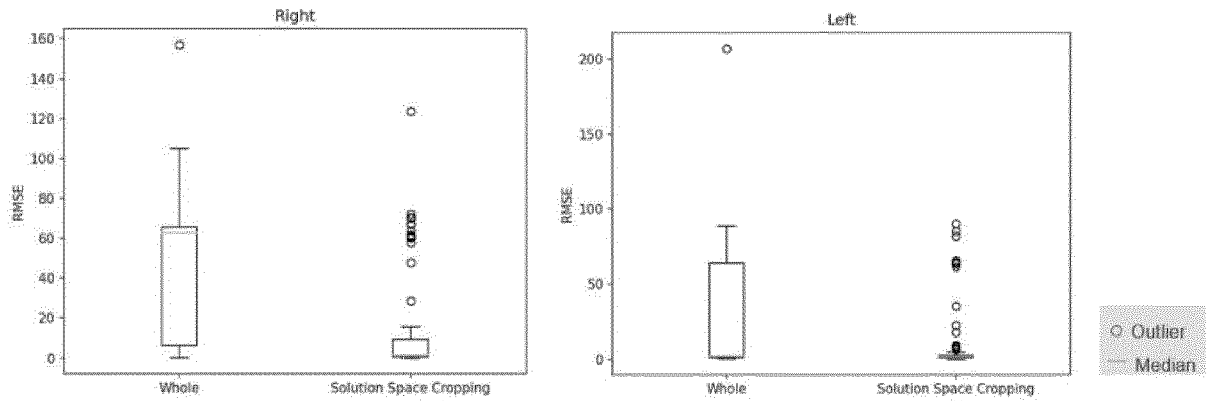 Right
160
140
120
100
80
60
40
20
0
RMSE
Whole
Solution Space Cropping
Left
200
150
100
50
0
RMSE
Whole
Solution Space Cropping
Outlier
Median